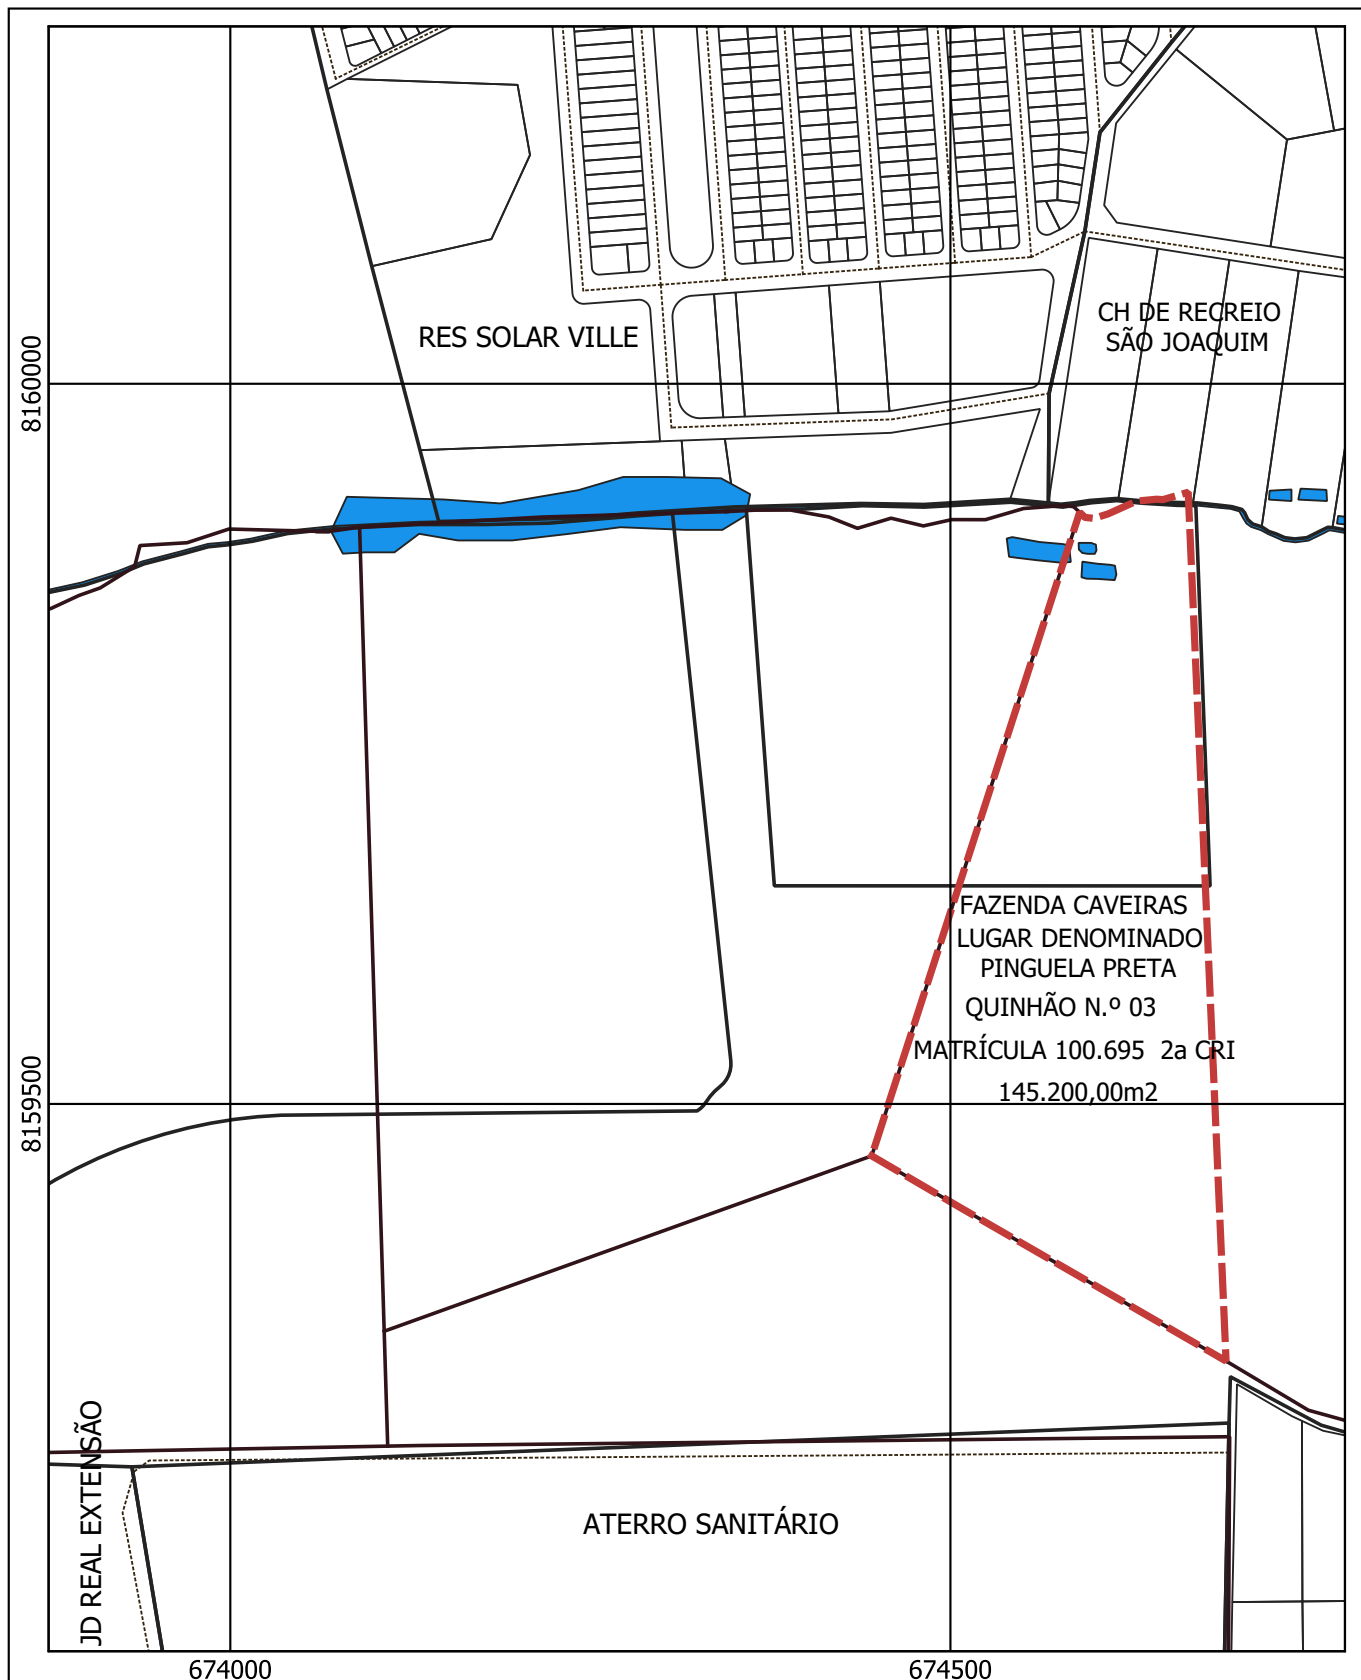 RES SOLAR VILLE
CH DE RECREIO
SÃO JOAQUIM
8160000
FAZENDA CAVEIRAS
LUGAR DENOMINADO
PINGUELA PRETA
QUINHÃO N.º 03
MATRÍCULA 100.695 2a CRI
145.200,00m2
8159500
JD REAL EXTENSÃO
ATERRO SANITÁRIO
674000
674500